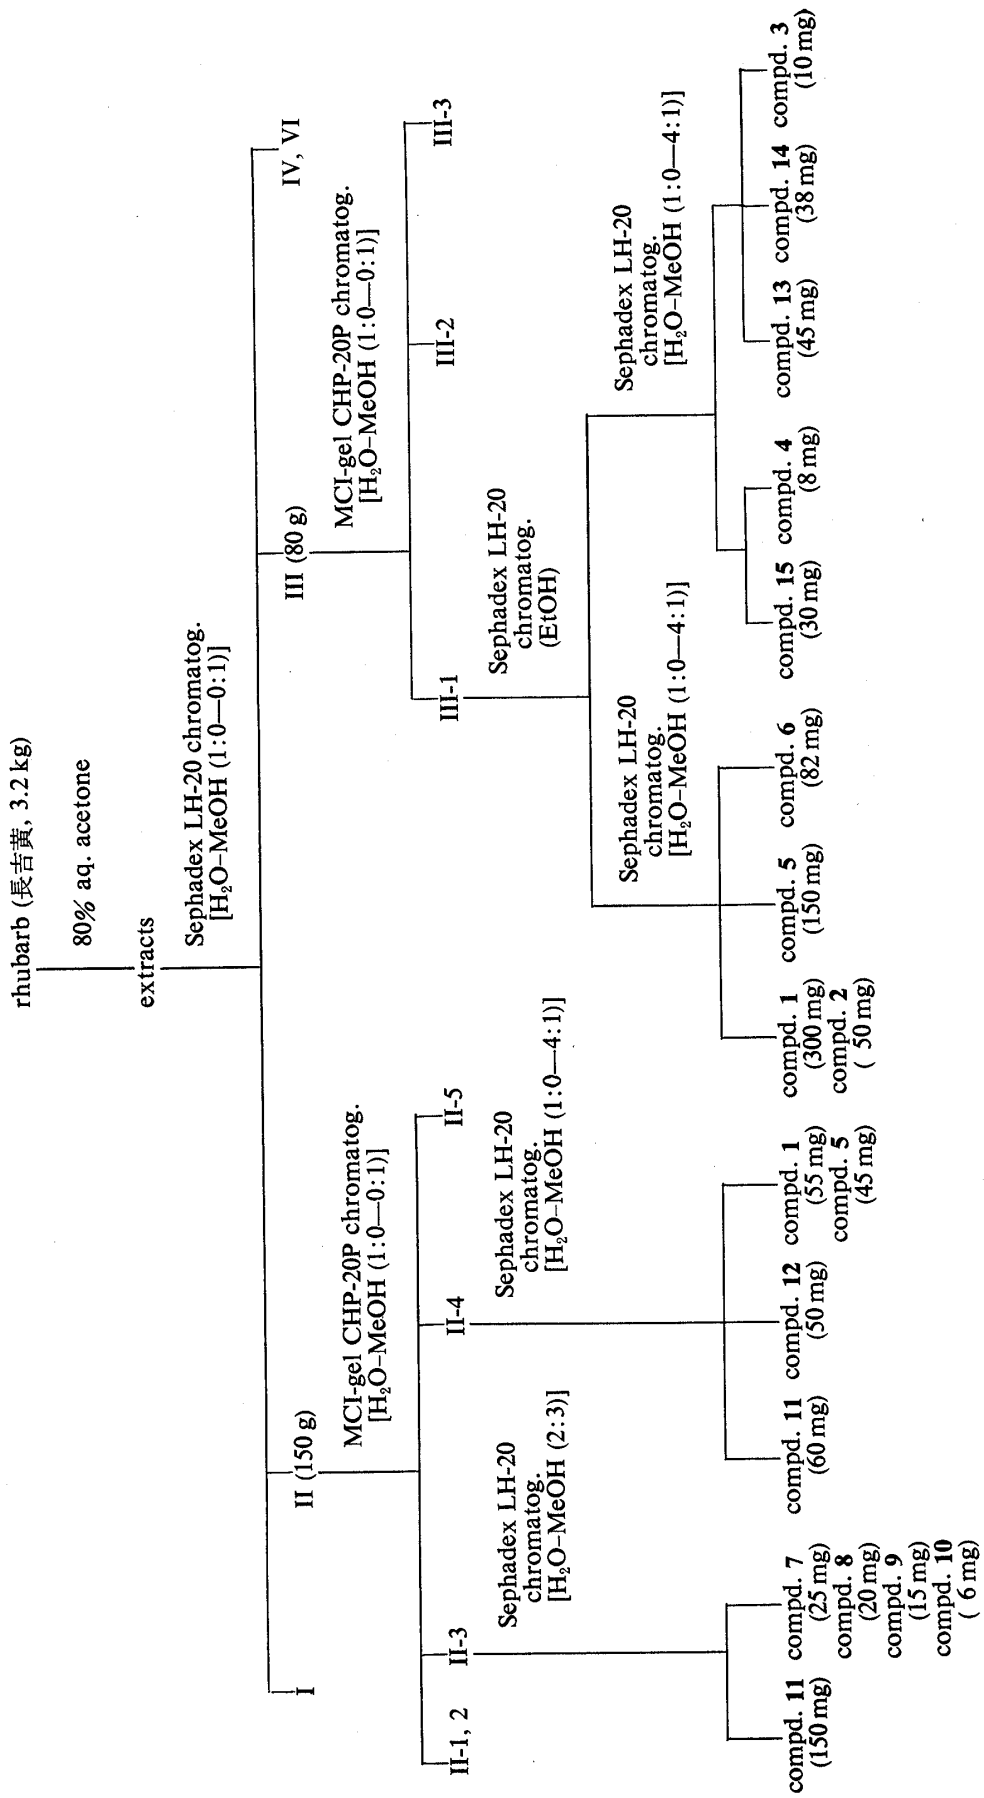 rhubarb (長吉黄, 3.2 kg)
80% aq. acetone
extracts
Sephadex LH-20 chromatog.
[H₂O–MeOH (1:0—0:1)]
I
II (150 g)
III (80 g)
IV, VI
MCI-gel CHP-20P chromatog.
[H₂O–MeOH (1:0—0:1)]
MCI-gel CHP-20P chromatog.
[H₂O–MeOH (1:0—0:1)]
II-1, 2
II-3
II-4
II-5
III-1
III-2
III-3
Sephadex LH-20
chromatog.
[H₂O–MeOH (2:3)]
Sephadex LH-20
chromatog.
[H₂O–MeOH (1:0—4:1)]
Sephadex LH-20
chromatog.
(EtOH)
Sephadex LH-20
chromatog.
[H₂O–MeOH (1:0—4:1)]
Sephadex LH-20
chromatog.
[H₂O–MeOH (1:0—4:1)]
compd. 11
(150 mg)
compd. 7
(25 mg)
compd. 8
(20 mg)
compd. 9
(15 mg)
compd. 10
( 6 mg)
compd. 11
(60 mg)
compd. 12
(50 mg)
compd. 1
(55 mg)
compd. 5
(45 mg)
compd. 1
(300 mg)
compd. 2
( 50 mg)
compd. 5
(150 mg)
compd. 6
(82 mg)
compd. 15
(30 mg)
compd. 4
(8 mg)
compd. 13
(45 mg)
compd. 14
(38 mg)
compd. 3
(10 mg)